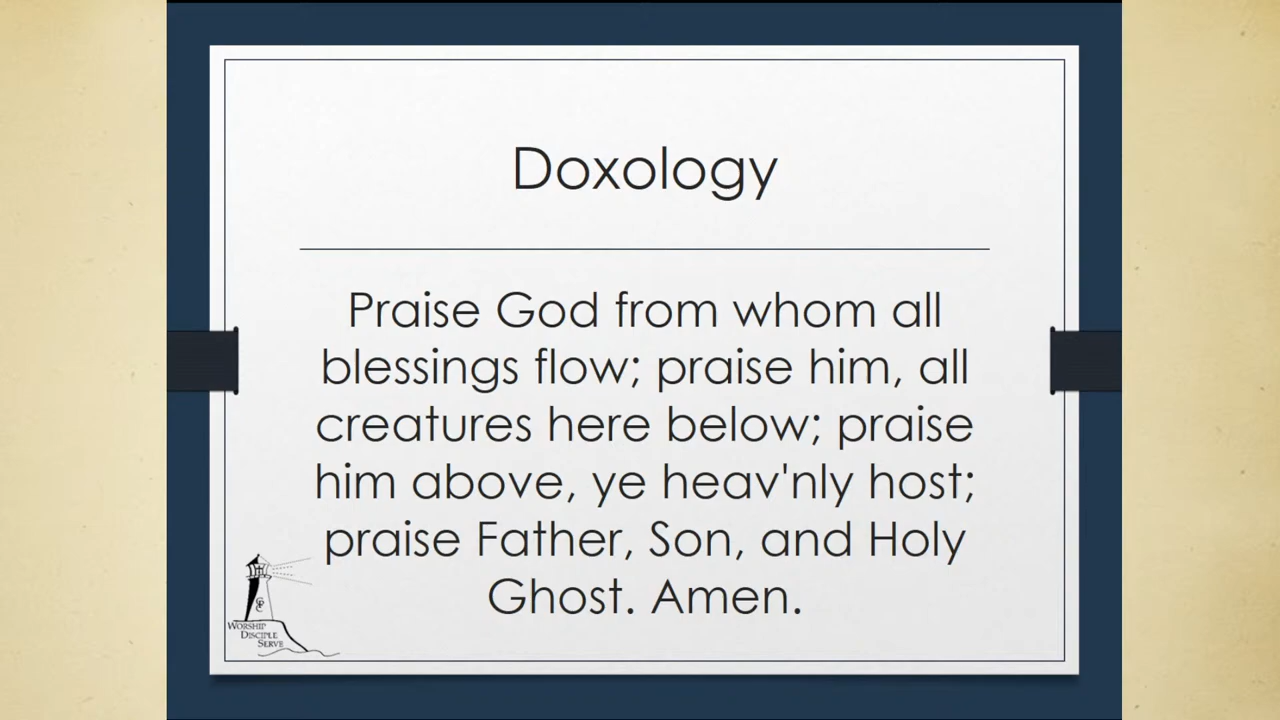 Doxology
Praise God from whom all
blessings flow; praise him, all
creatures here below; praise
him above, ye heav'nly host;
praise Father, Son, and Holy
Ghost. Amen.
WORSHIP
DISCIPLE
SERVE